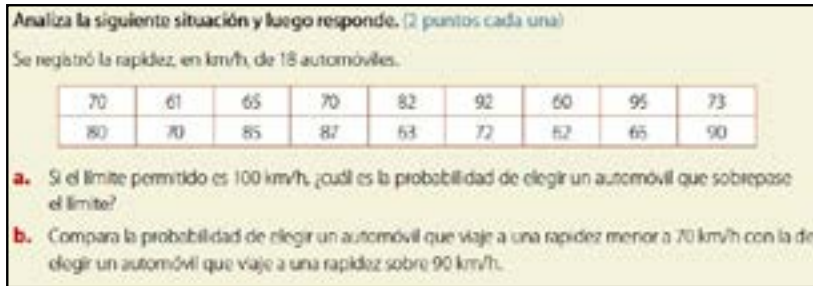 Analiza la siguiente situación y luego responde. (2 puntos cada una)
Se registró la rapidez, en km/h, de 18 automóviles.
70 61 65 70 82 92 60 95 73
80 70 85 87 63 72 62 65 90
a. Si el límite permitido es 100 km/h, ¿cuál es la probabilidad de elegir un automóvil que sobrepase
el límite?
b. Compara la probabilidad de elegir un automóvil que viaje a una rapidez menor a 70 km/h con la de
elegir un automóvil que viaje a una rapidez sobre 90 km/h.